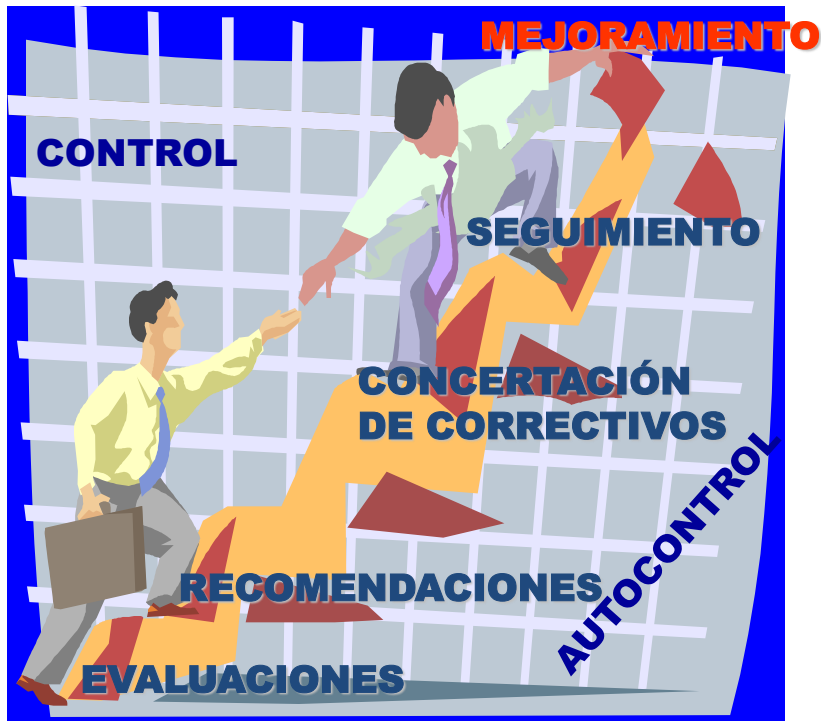 MEJORAMIENTO
CONTROL
SEGUIMIENTO
CONCERTACIÓN
DE CORRECTIVOS
AUTOCONTROL
RECOMENDACIONES
EVALUACIONES